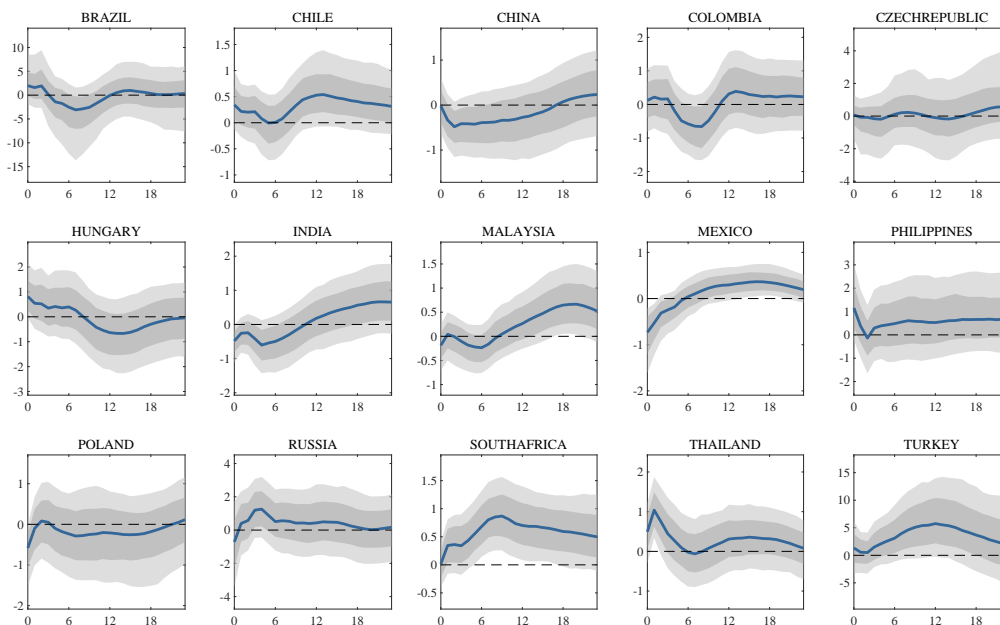 BRAZIL CHILE CHINA COLOMBIA CZECHREPUBLIC
10 5 0 -5 -10 -15
0 6 12 18
1.5 1 0.5 0 -0.5 -1
0 6 12 18
1 0 -1
0 6 12 18
2 1 0 -1 -2
0 6 12 18
4 2 0 -2 -4
0 6 12 18
HUNGARY INDIA MALAYSIA MEXICO PHILIPPINES
2 1 0 -1 -2 -3
0 6 12 18
2 1 0 -1 -2
0 6 12 18
1.5 1 0.5 0 -0.5 -1
0 6 12 18
1 0 -1 -2
0 6 12 18
3 2 1 0 -1 -2
0 6 12 18
POLAND RUSSIA SOUTHAFRICA THAILAND TURKEY
1 0 -1 -2
0 6 12 18
4 2 0 -2 -4
0 6 12 18
1.5 1 0.5 0 -0.5
0 6 12 18
2 1 0 -1
0 6 12 18
15 10 5 0 -5
0 6 12 18